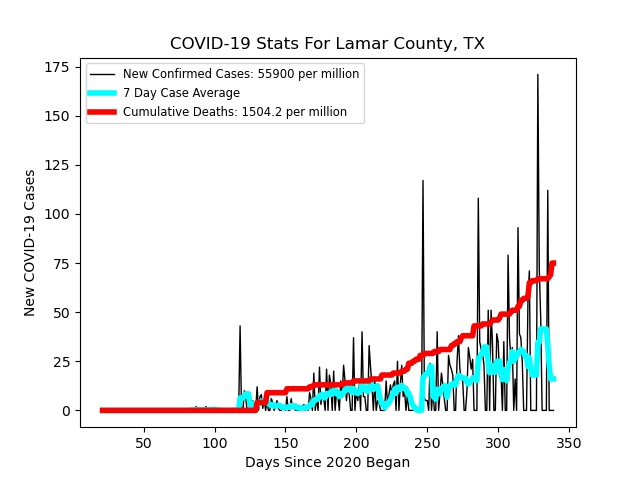 COVID-19 Stats For Lamar County, TX
New Confirmed Cases: 55900 per million
7 Day Case Average
Cumulative Deaths: 1504.2 per million
New COVID-19 Cases
175
150
125
100
75
50
25
0
50
100
150
200
250
300
350
Days Since 2020 Began